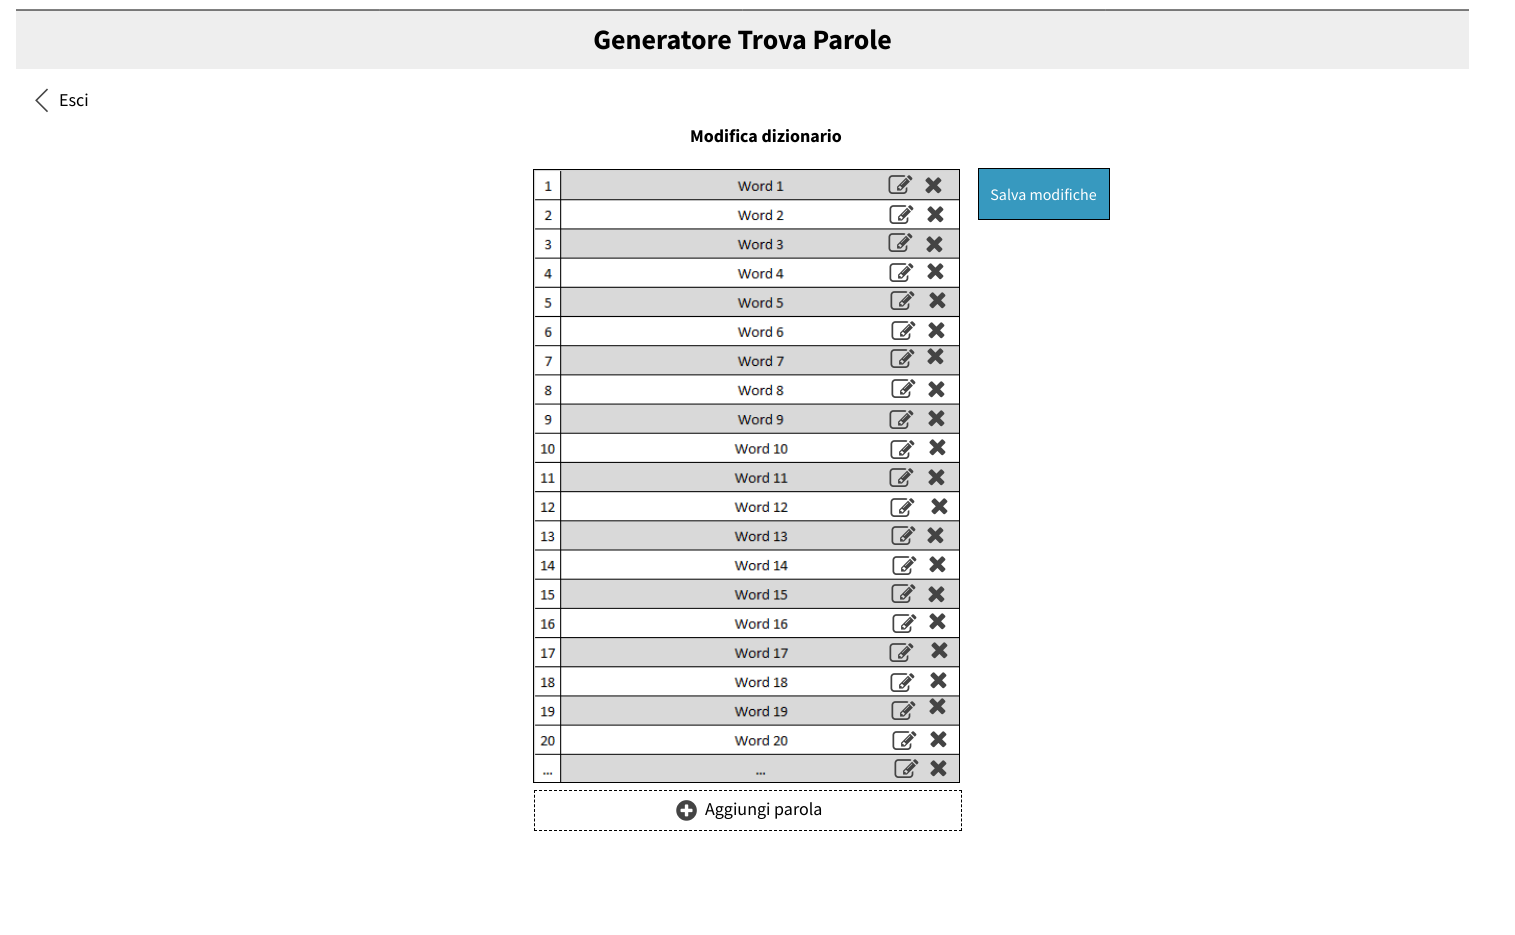 Generatore Trova Parole
Esci
Modifica dizionario
1 Word 1
Salva modifiche
2 Word 2
3 Word 3
4 Word 4
5 Word 5
6 Word 6
7 Word 7
8 Word 8
9 Word 9
10 Word 10
11 Word 11
12 Word 12
13 Word 13
14 Word 14
15 Word 15
16 Word 16
17 Word 17
18 Word 18
19 Word 19
20 Word 20
... ...
Aggiungi parola